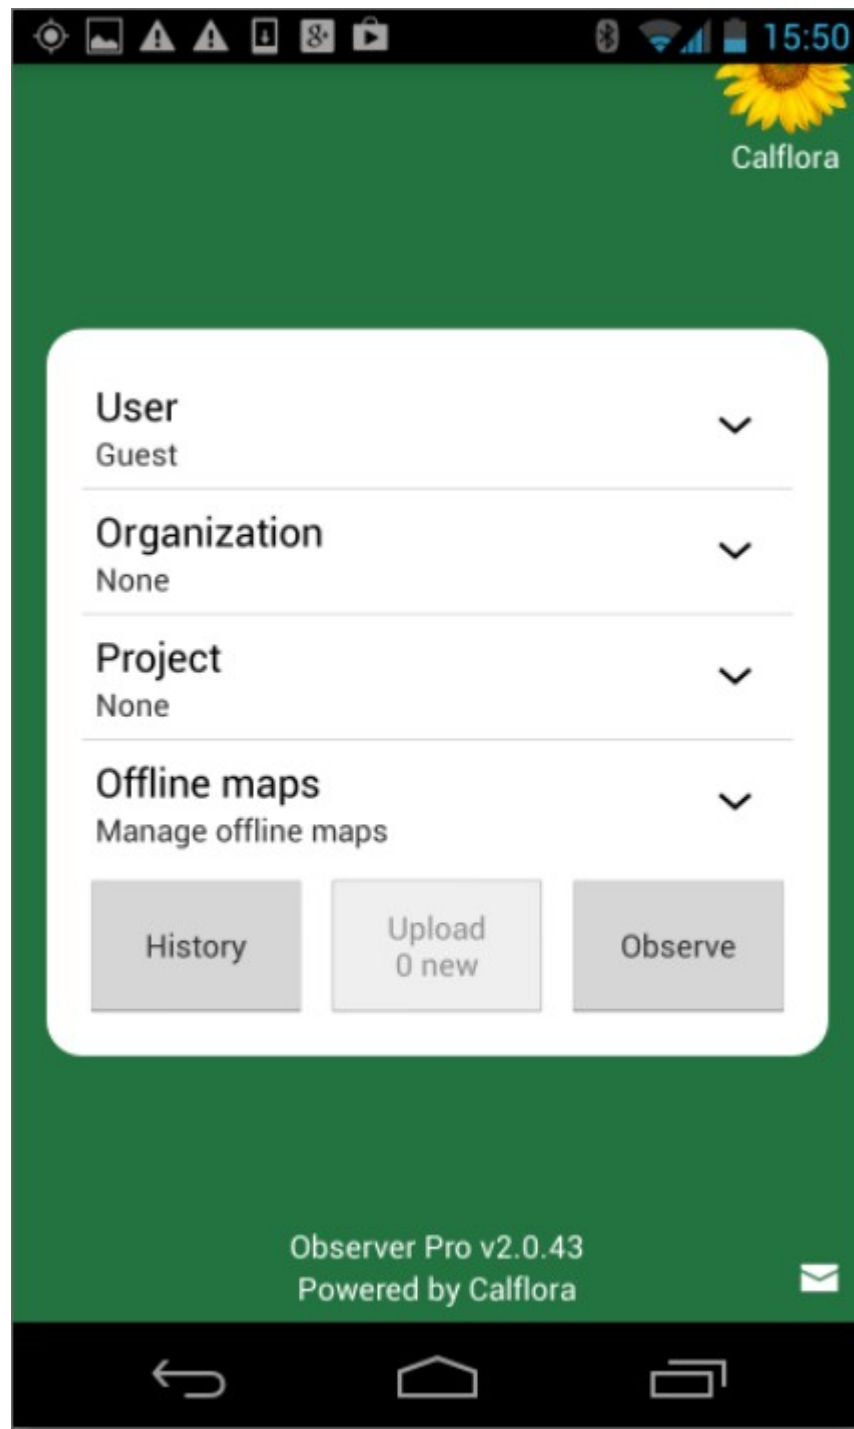 15:50
Calflora
User
Guest
Organization
None
Project
None
Offline maps
Manage offline maps
History
Upload
0 new
Observe
Observer Pro v2.0.43
Powered by Calflora